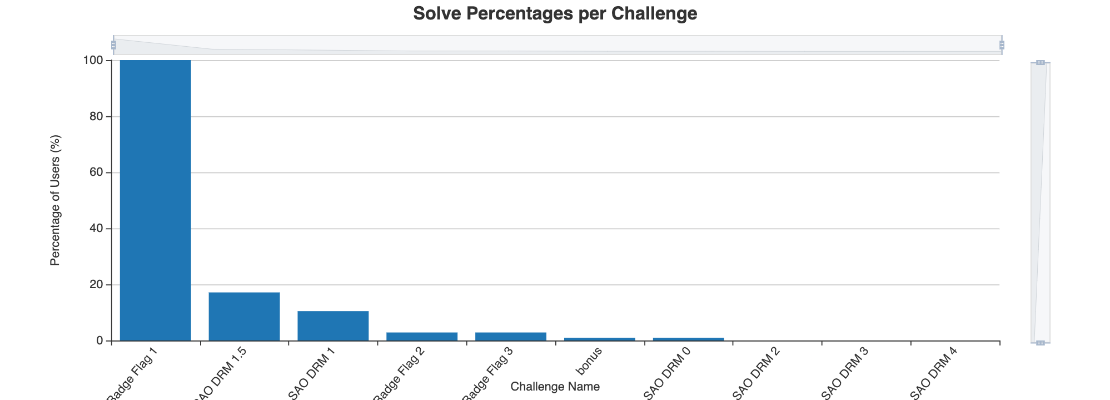 Solve Percentages per Challenge
100
80
60
40
20
0
Percentage of Users (%)
Badge Flag 1
SAO DRM 1.5
SAO DRM 1
Badge Flag 2
Badge Flag 3
bonus
SAO DRM 0
SAO DRM 2
SAO DRM 3
SAO DRM 4
Challenge Name